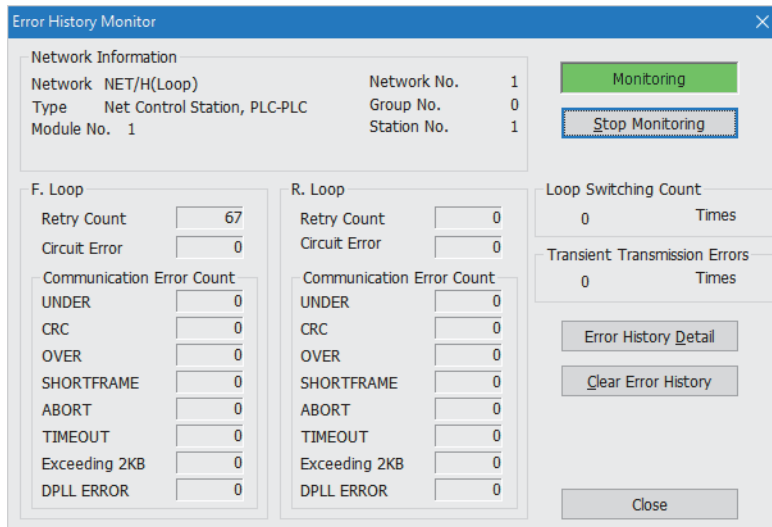 Error History Monitor
Network Information
Network NET/H(Loop)
Network No. 1
Type Net Control Station, PLC-PLC
Group No. 0
Module No. 1
Station No. 1
Monitoring
Stop Monitoring
F. Loop
Retry Count 67
Circuit Error 0
Communication Error Count
UNDER 0
CRC 0
OVER 0
SHORTFRAME 0
ABORT 0
TIMEOUT 0
Exceeding 2KB 0
DPLL ERROR 0
R. Loop
Retry Count 0
Circuit Error 0
Communication Error Count
UNDER 0
CRC 0
OVER 0
SHORTFRAME 0
ABORT 0
TIMEOUT 0
Exceeding 2KB 0
DPLL ERROR 0
Loop Switching Count
0 Times
Transient Transmission Errors
0 Times
Error History Detail
Clear Error History
Close